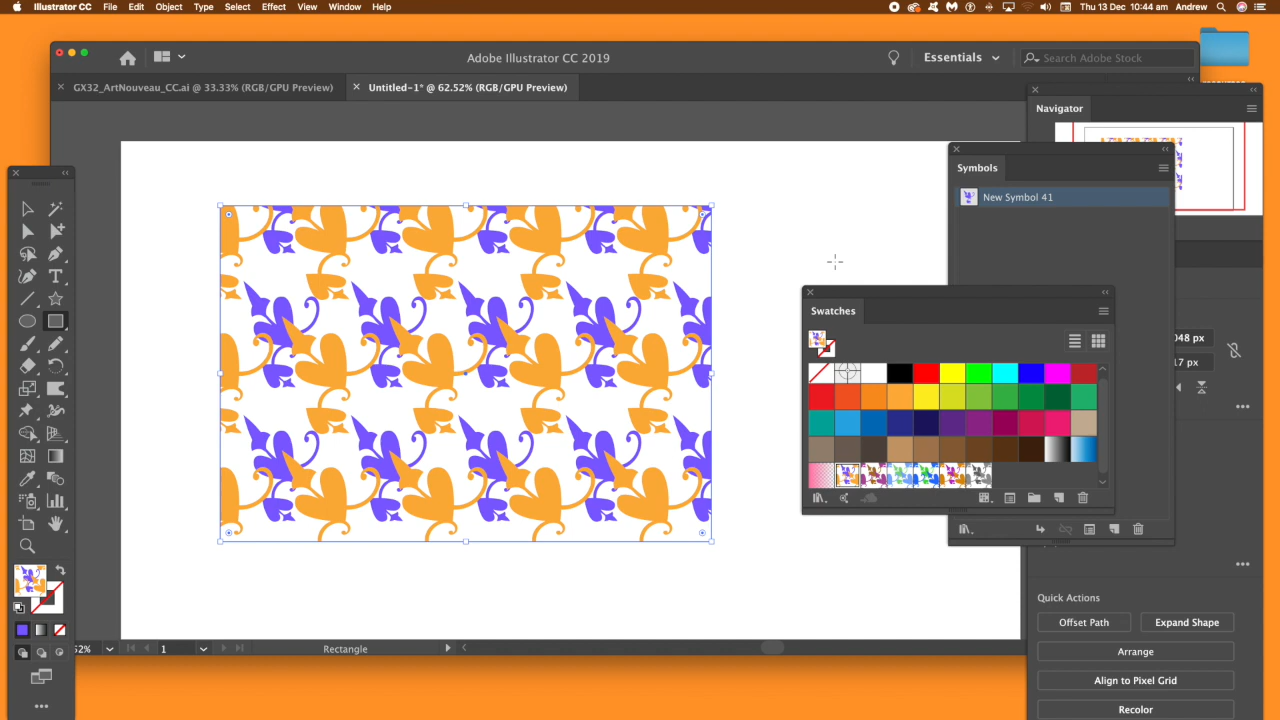 Illustrator CC File Edit Object Type Select Effect View Window Help Thu 13 Dec 10:44 am Andrew
Adobe Illustrator CC 2019 Essentials Search Adobe Stock
GX32_ArtNouveau_CC.ai @ 33.33% (RGB/GPU Preview) Untitled-1* @ 62.52% (RGB/GPU Preview)
Navigator
Symbols
New Symbol 41
Swatches
048 px
17 px
Quick Actions
Offset Path Expand Shape
52% 1 Rectangle
Arrange
Align to Pixel Grid
Recolor